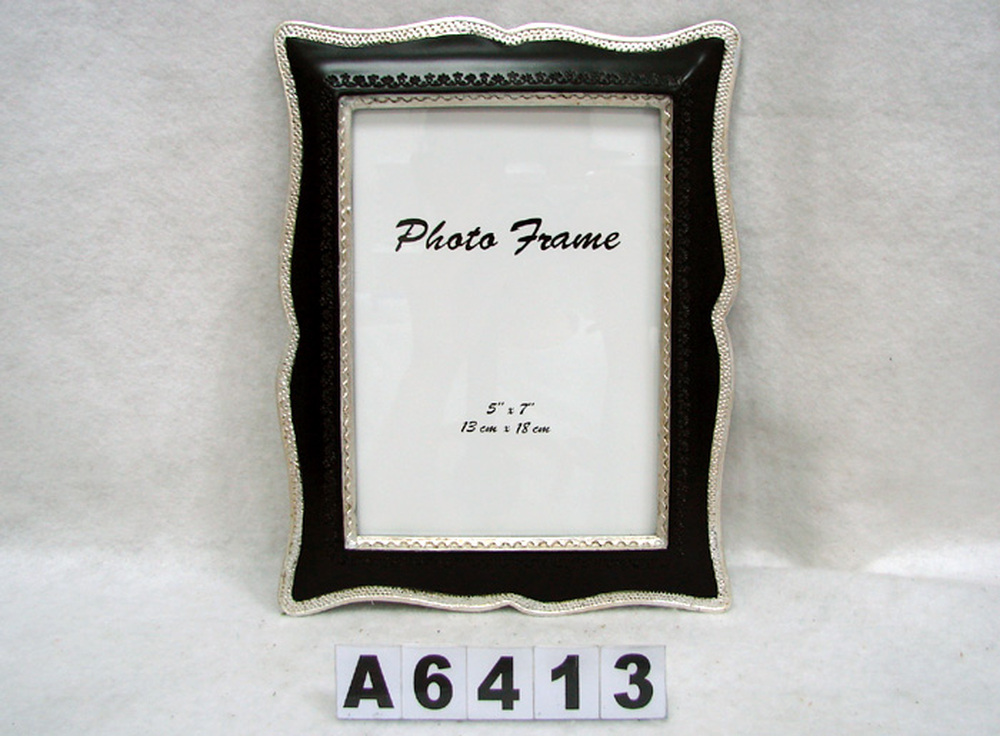 Photo Frame
5" x 7"
13 cm x 18 cm
A6413